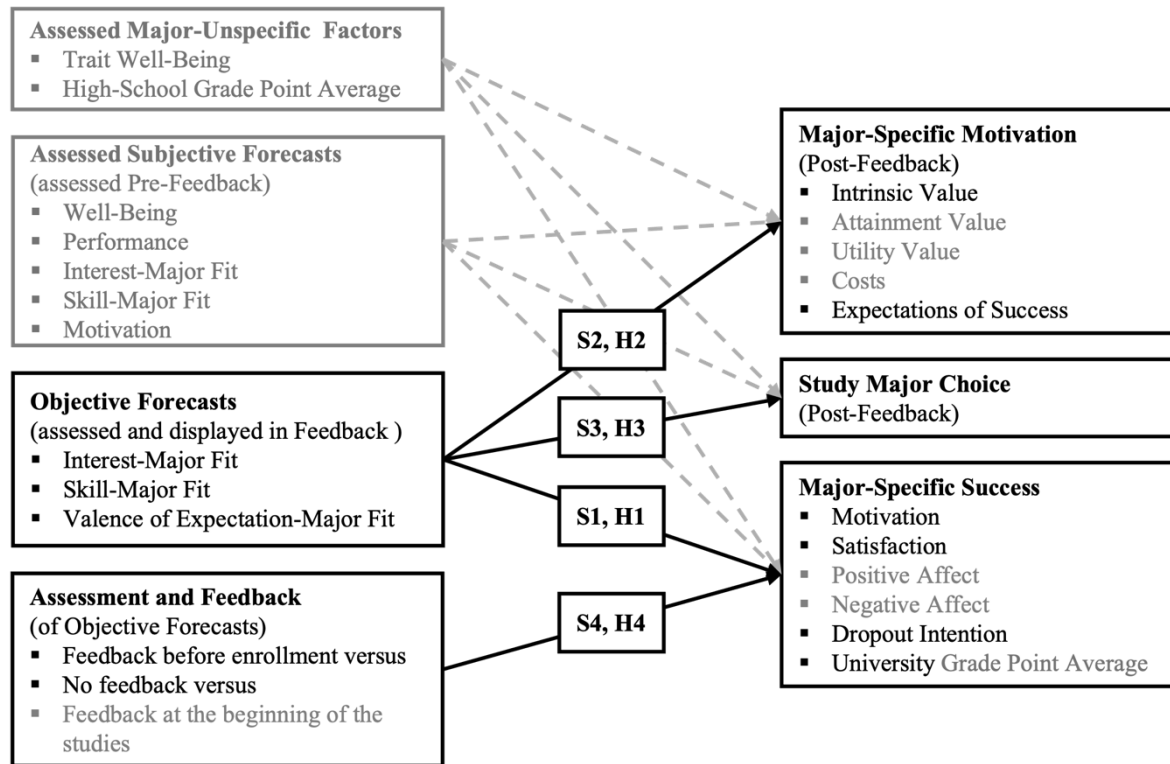 Assessed Major-Unspecific Factors
▪ Trait Well-Being
▪ High-School Grade Point Average
Assessed Subjective Forecasts
(assessed Pre-Feedback)
▪ Well-Being
▪ Performance
▪ Interest-Major Fit
▪ Skill-Major Fit
▪ Motivation
Objective Forecasts
(assessed and displayed in Feedback )
▪ Interest-Major Fit
▪ Skill-Major Fit
▪ Valence of Expectation-Major Fit
Assessment and Feedback
(of Objective Forecasts)
▪ Feedback before enrollment versus
▪ No feedback versus
▪ Feedback at the beginning of the
studies
S2, H2
S3, H3
S1, H1
S4, H4
Major-Specific Motivation
(Post-Feedback)
▪ Intrinsic Value
▪ Attainment Value
▪ Utility Value
▪ Costs
▪ Expectations of Success
Study Major Choice
(Post-Feedback)
Major-Specific Success
▪ Motivation
▪ Satisfaction
▪ Positive Affect
▪ Negative Affect
▪ Dropout Intention
▪ University Grade Point Average